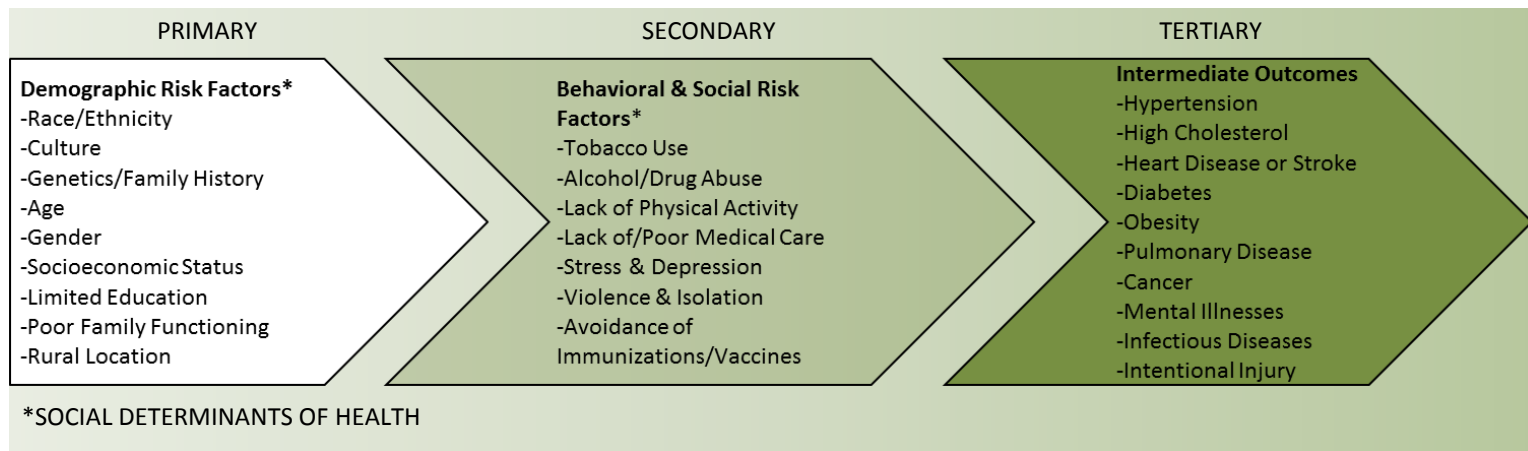 PRIMARY
SECONDARY
TERTIARY
Demographic Risk Factors*
-Race/Ethnicity
-Culture
-Genetics/Family History
-Age
-Gender
-Socioeconomic Status
-Limited Education
-Poor Family Functioning
-Rural Location
Behavioral & Social Risk
Factors*
-Tobacco Use
-Alcohol/Drug Abuse
-Lack of Physical Activity
-Lack of/Poor Medical Care
-Stress & Depression
-Violence & Isolation
-Avoidance of
Immunizations/Vaccines
Intermediate Outcomes
-Hypertension
-High Cholesterol
-Heart Disease or Stroke
-Diabetes
-Obesity
-Pulmonary Disease
-Cancer
-Mental Illnesses
-Infectious Diseases
-Intentional Injury
*SOCIAL DETERMINANTS OF HEALTH